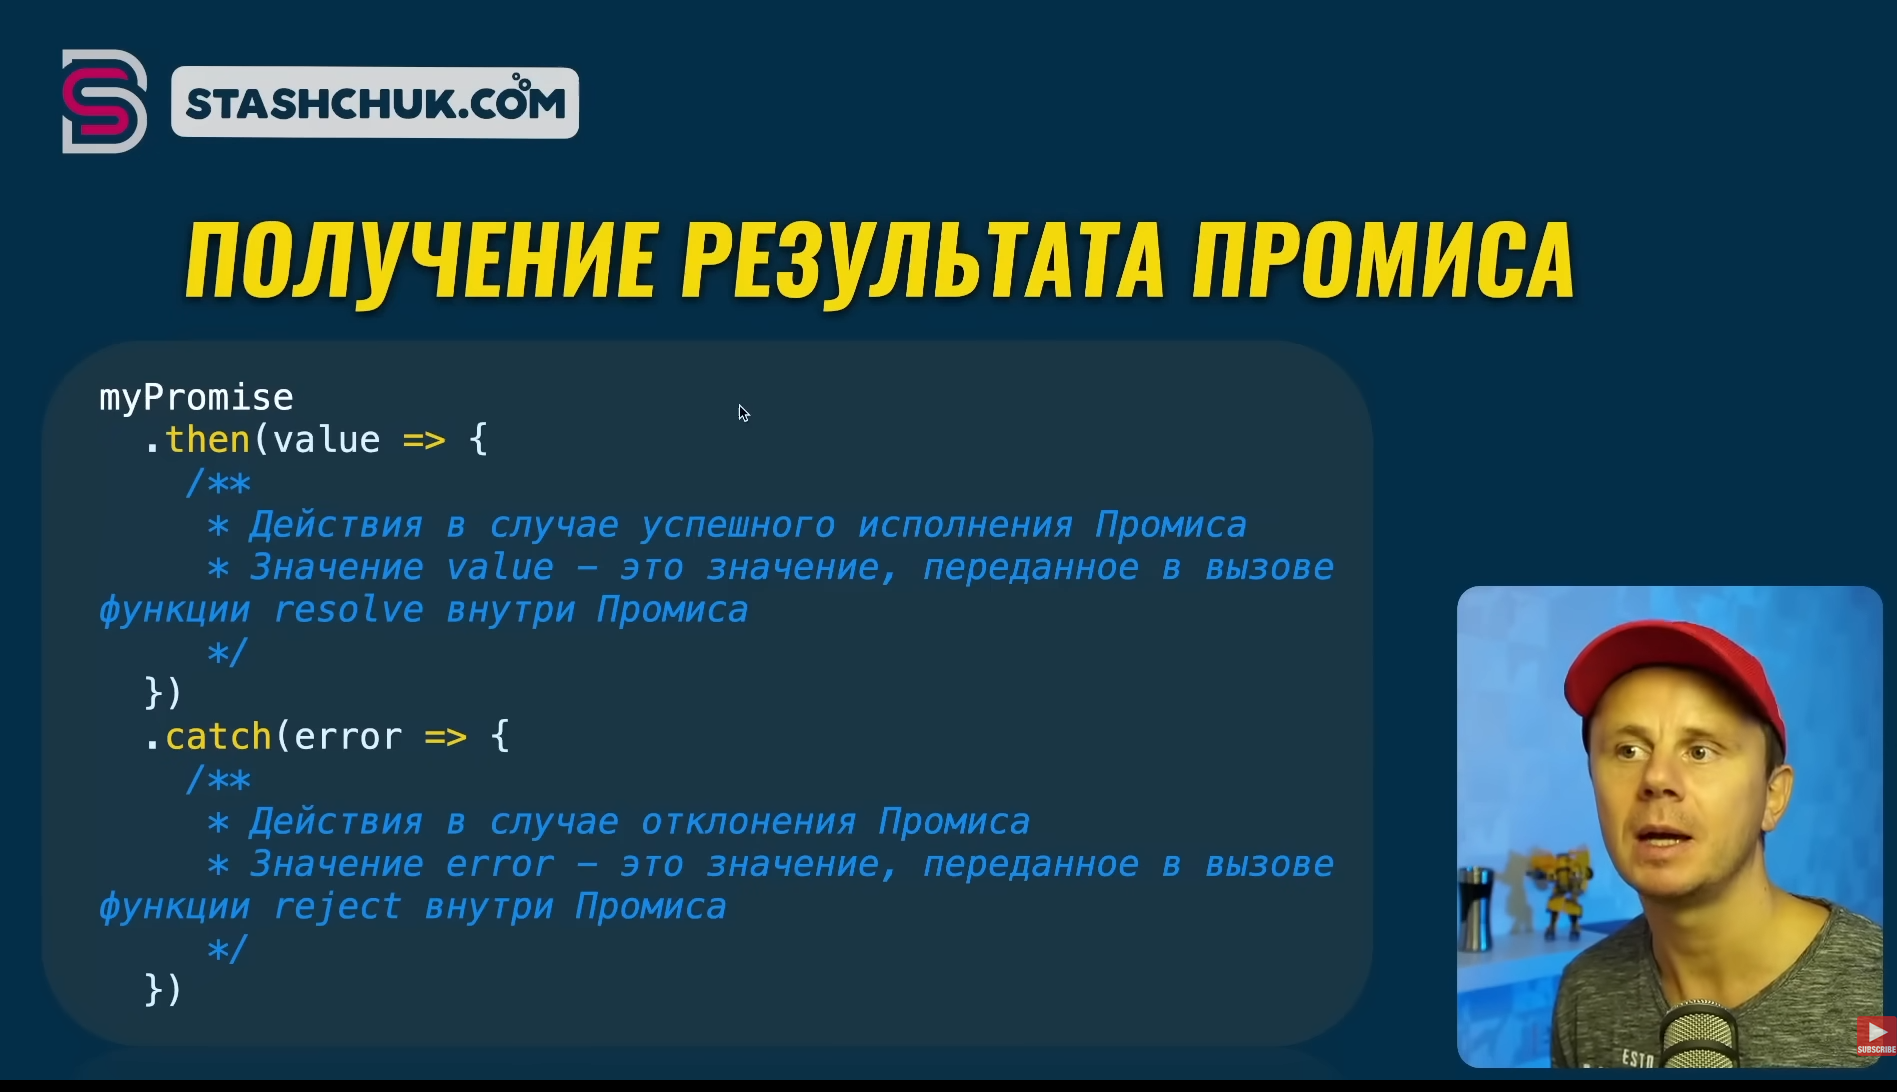 STASHCHUK.COM
ПОЛУЧЕНИЕ РЕЗУЛЬТАТА ПРОМИСА
myPromise
.then(value => {
/**
* Действия в случае успешного исполнения Промиса
* Значение value – это значение, переданное в вызове
функции resolve внутри Промиса
*/
})
.catch(error => {
/**
* Действия в случае отклонения Промиса
* Значение error – это значение, переданное в вызове
функции reject внутри Промиса
*/
})
ESTD
SUBSCRIBE